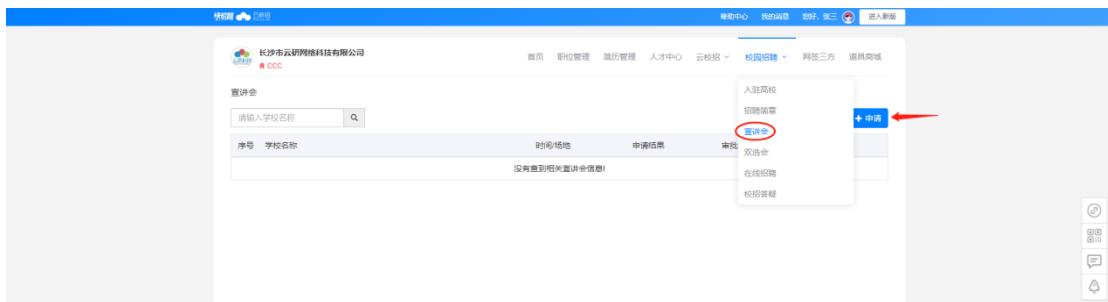 快招网 云就业
帮助中心 我的消息 您好，张三 进入新版
长沙市云研网络科技有限公司
CCC
首页 职位管理 简历管理 人才中心 云校招 校园招聘 网签三方 道具商城
宣讲会
入驻高校
招聘简章
宣讲会
双选会
在线招聘
校招答疑
请输入学校名称
+ 申请
序号 学校名称 时间/场地 申请结果 审批
没有查到相关宣讲会信息!